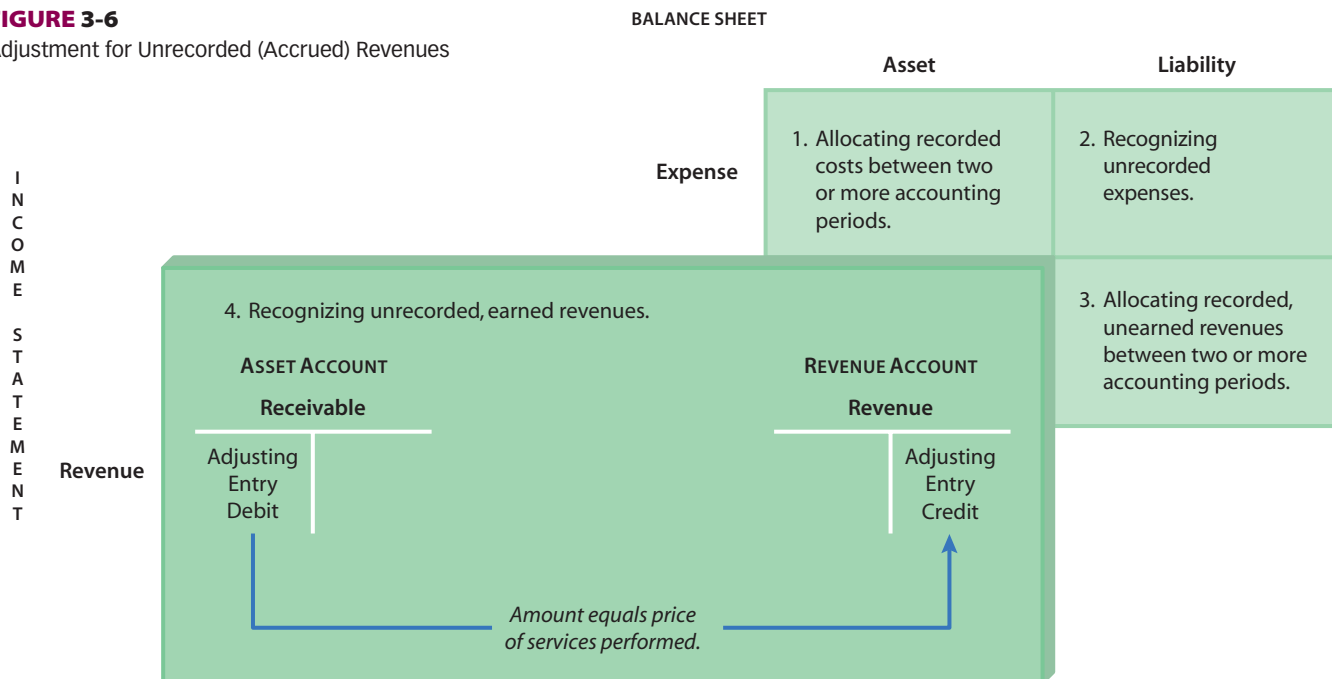 FIGURE 3-6
Adjustment for Unrecorded (Accrued) Revenues
BALANCE SHEET
Asset
Liability
INCOME STATEMENT
Expense
1. Allocating recorded
costs between two
or more accounting
periods.
2. Recognizing
unrecorded
expenses.
Revenue
4. Recognizing unrecorded, earned revenues.
ASSET ACCOUNT
Receivable
Adjusting
Entry
Debit
REVENUE ACCOUNT
Revenue
Adjusting
Entry
Credit
Amount equals price
of services performed.
3. Allocating recorded,
unearned revenues
between two or more
accounting periods.